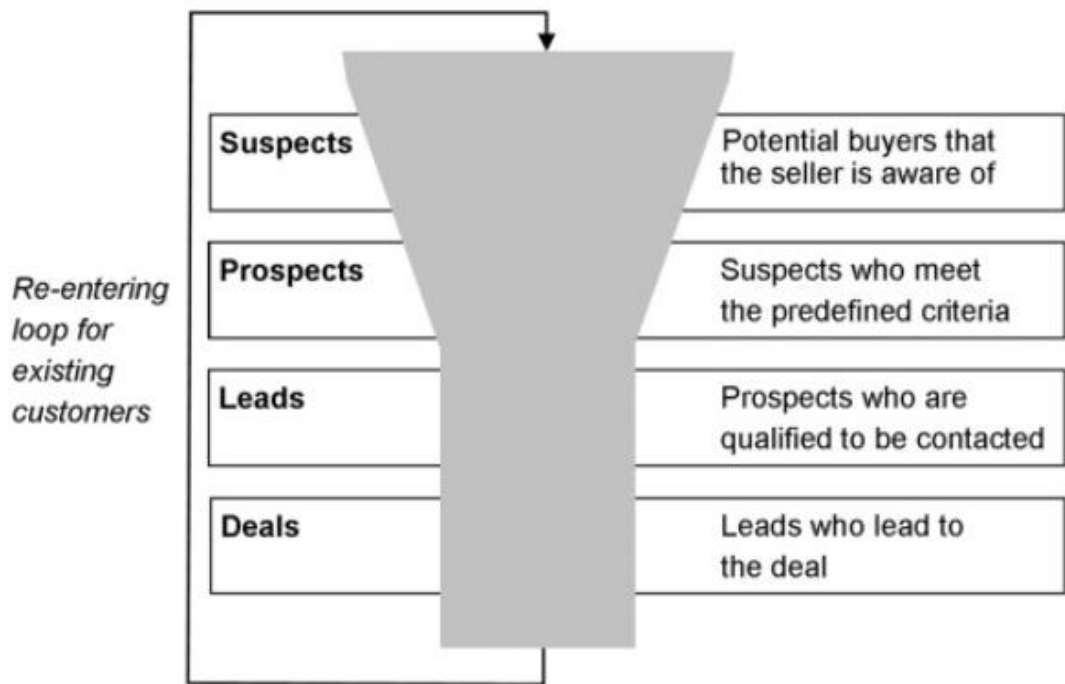 Suspects
Potential buyers that
the seller is aware of
Prospects
Suspects who meet
the predefined criteria
Re-entering
loop for
existing
customers
Leads
Prospects who are
qualified to be contacted
Deals
Leads who lead to
the deal